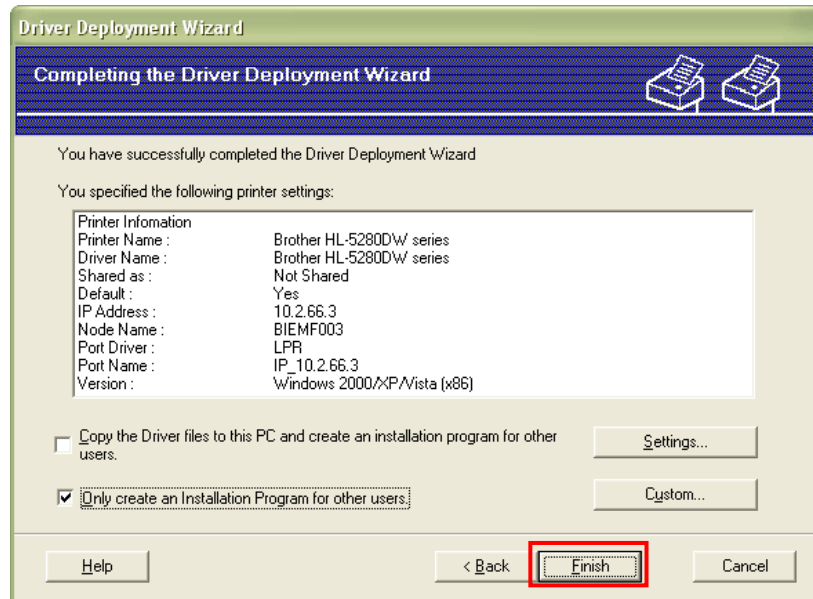 Driver Deployment Wizard
Completing the Driver Deployment Wizard
You have successfully completed the Driver Deployment Wizard
You specified the following printer settings:
Printer Infomation
Printer Name : Brother HL-5280DW series
Driver Name : Brother HL-5280DW series
Shared as : Not Shared
Default : Yes
IP Address : 10.2.66.3
Node Name : BIEMF003
Port Driver : LPR
Port Name : IP_10.2.66.3
Version : Windows 2000/XP/Vista (x86)
Copy the Driver files to this PC and create an installation program for other
users.
Settings...
Only create an Installation Program for other users.
Custom...
Help
< Back
Finish
Cancel